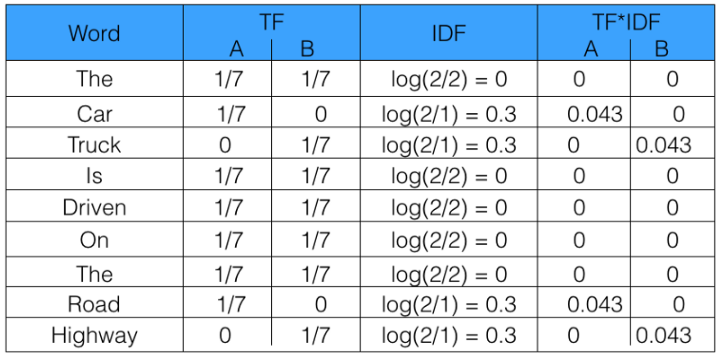 Word TF IDF TF*IDF
A B A B
The 1/7 1/7 log(2/2) = 0 0 0
Car 1/7 0 log(2/1) = 0.3 0.043 0
Truck 0 1/7 log(2/1) = 0.3 0 0.043
Is 1/7 1/7 log(2/2) = 0 0 0
Driven 1/7 1/7 log(2/2) = 0 0 0
On 1/7 1/7 log(2/2) = 0 0 0
The 1/7 1/7 log(2/2) = 0 0 0
Road 1/7 0 log(2/1) = 0.3 0.043 0
Highway 0 1/7 log(2/1) = 0.3 0 0.043